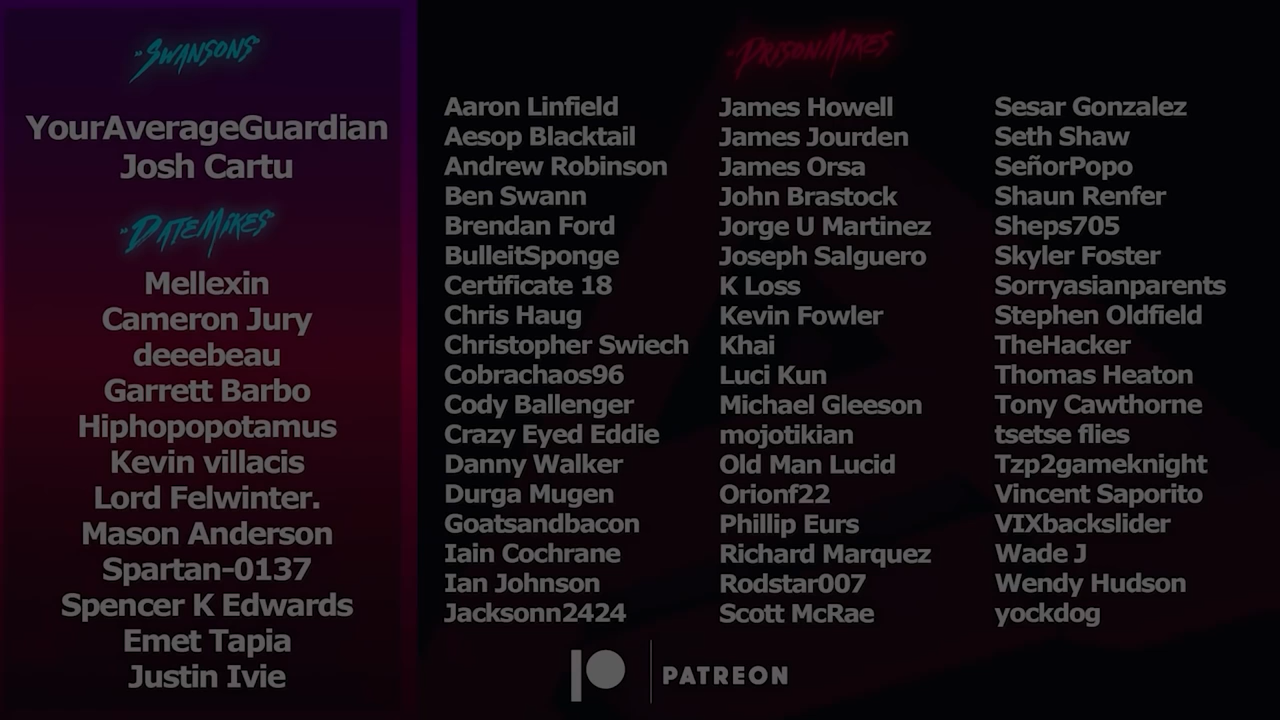 Swansons
YourAverageGuardian
Josh Cartu
DateMikes
Mellexin
Cameron Jury
deeebeau
Garrett Barbo
Hiphopopotamus
Kevin villacis
Lord Felwinter.
Mason Anderson
Spartan-0137
Spencer K Edwards
Emet Tapia
Justin Ivie
PrisonMikes
Aaron Linfield
Aesop Blacktail
Andrew Robinson
Ben Swann
Brendan Ford
BulleitSponge
Certificate 18
Chris Haug
Christopher Swiech
Cobrachaos96
Cody Ballenger
Crazy Eyed Eddie
Danny Walker
Durga Mugen
Goatsandbacon
Iain Cochrane
Ian Johnson
Jacksonn2424
James Howell
James Jourden
James Orsa
John Brastock
Jorge U Martinez
Joseph Salguero
K Loss
Kevin Fowler
Khai
Luci Kun
Michael Gleeson
mojotikian
Old Man Lucid
Orionf22
Phillip Eurs
Richard Marquez
Rodstar007
Scott McRae
Sesar Gonzalez
Seth Shaw
SeñorPopo
Shaun Renfer
Sheps705
Skyler Foster
Sorryasianparents
Stephen Oldfield
TheHacker
Thomas Heaton
Tony Cawthorne
tsetse flies
Tzp2gameknight
Vincent Saporito
VIXbackslider
Wade J
Wendy Hudson
yockdog
PATREON